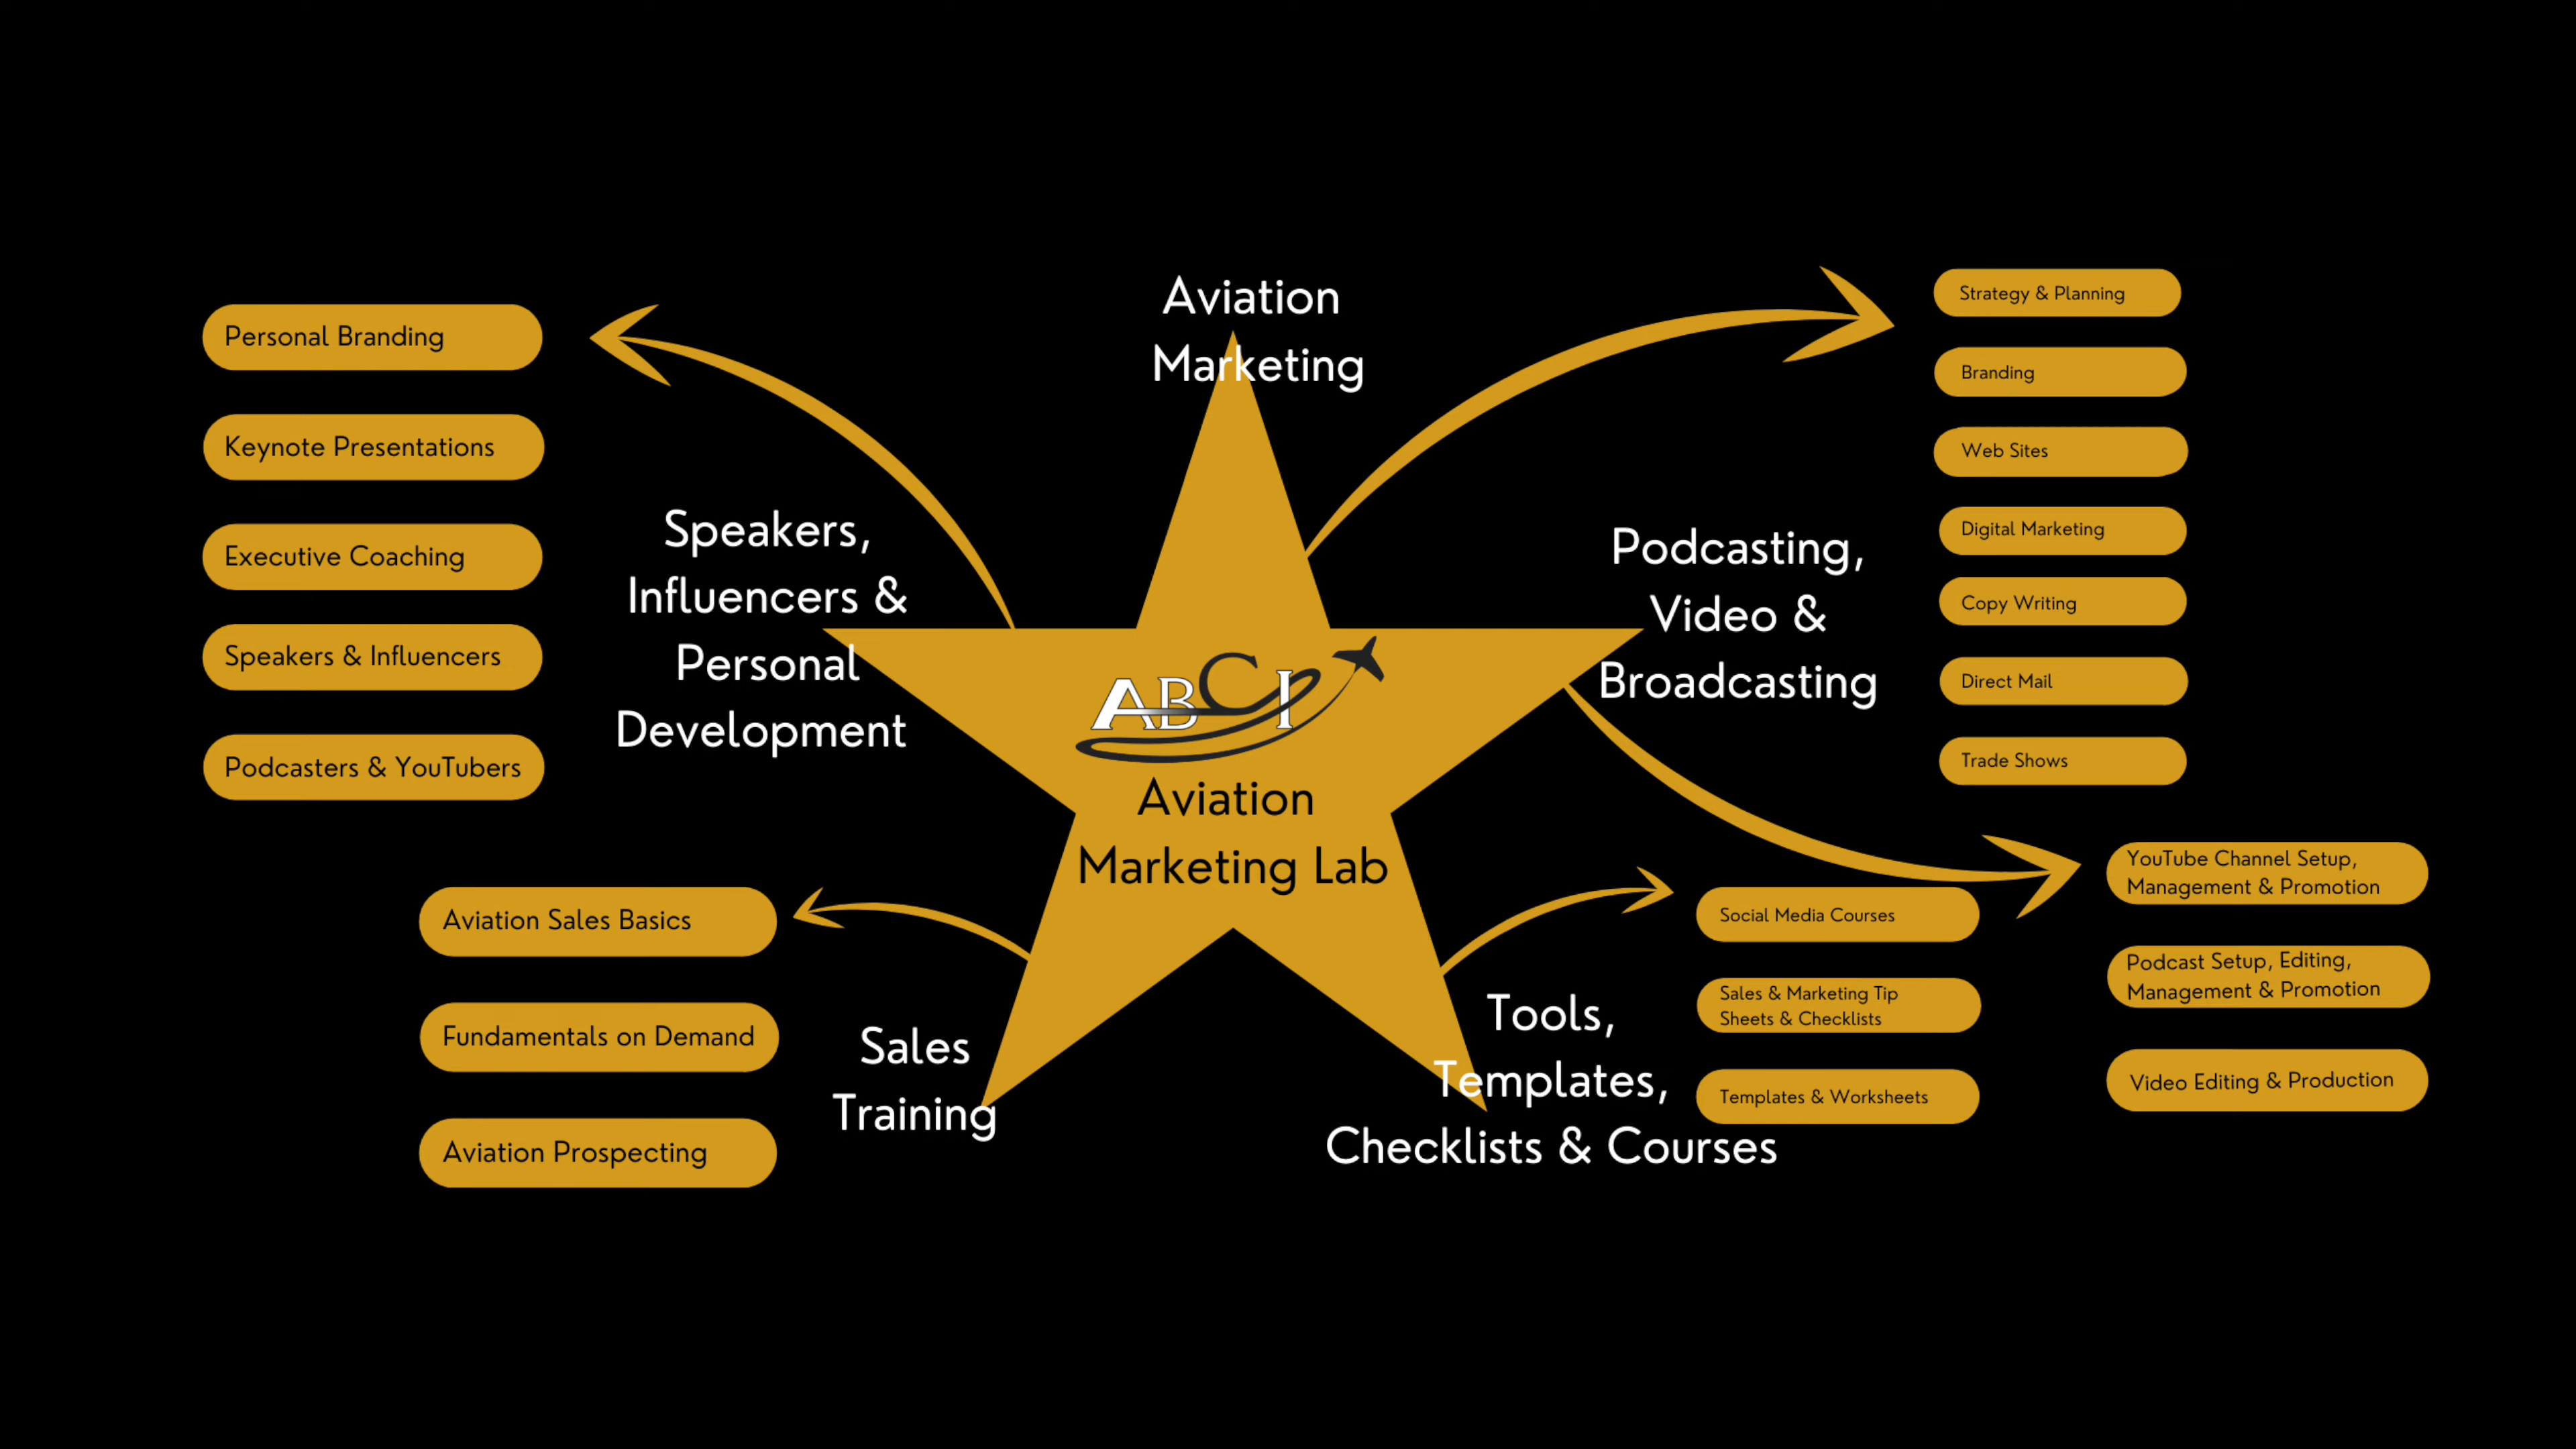 Aviation
Marketing
Strategy & Planning
Branding
Web Sites
Digital Marketing
Copy Writing
Direct Mail
Trade Shows
Personal Branding
Keynote Presentations
Executive Coaching
Speakers & Influencers
Podcasters & YouTubers
Speakers,
Influencers &
Personal
Development
Podcasting,
Video &
Broadcasting
ABCI
Aviation
Marketing Lab
YouTube Channel Setup,
Management & Promotion
Podcast Setup, Editing,
Management & Promotion
Video Editing & Production
Aviation Sales Basics
Fundamentals on Demand
Aviation Prospecting
Sales
Training
Tools,
Templates,
Checklists & Courses
Social Media Courses
Sales & Marketing Tip
Sheets & Checklists
Templates & Worksheets